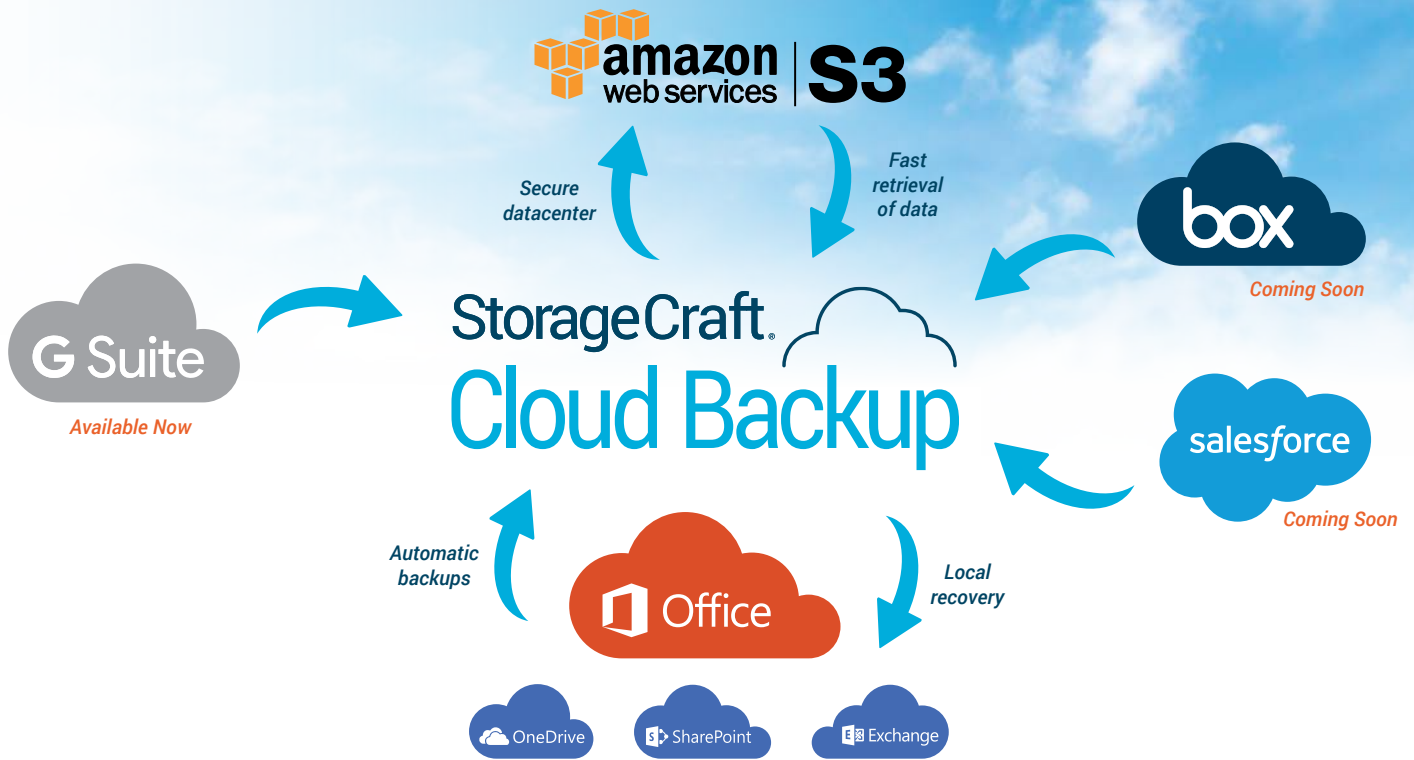 amazon
web services
S3
Secure
datacenter
Fast
retrieval
of data
box
Coming Soon
G Suite
Available Now
StorageCraft®
Cloud Backup
salesforce
Coming Soon
Automatic
backups
Office
Local
recovery
OneDrive
S SharePoint
E Exchange